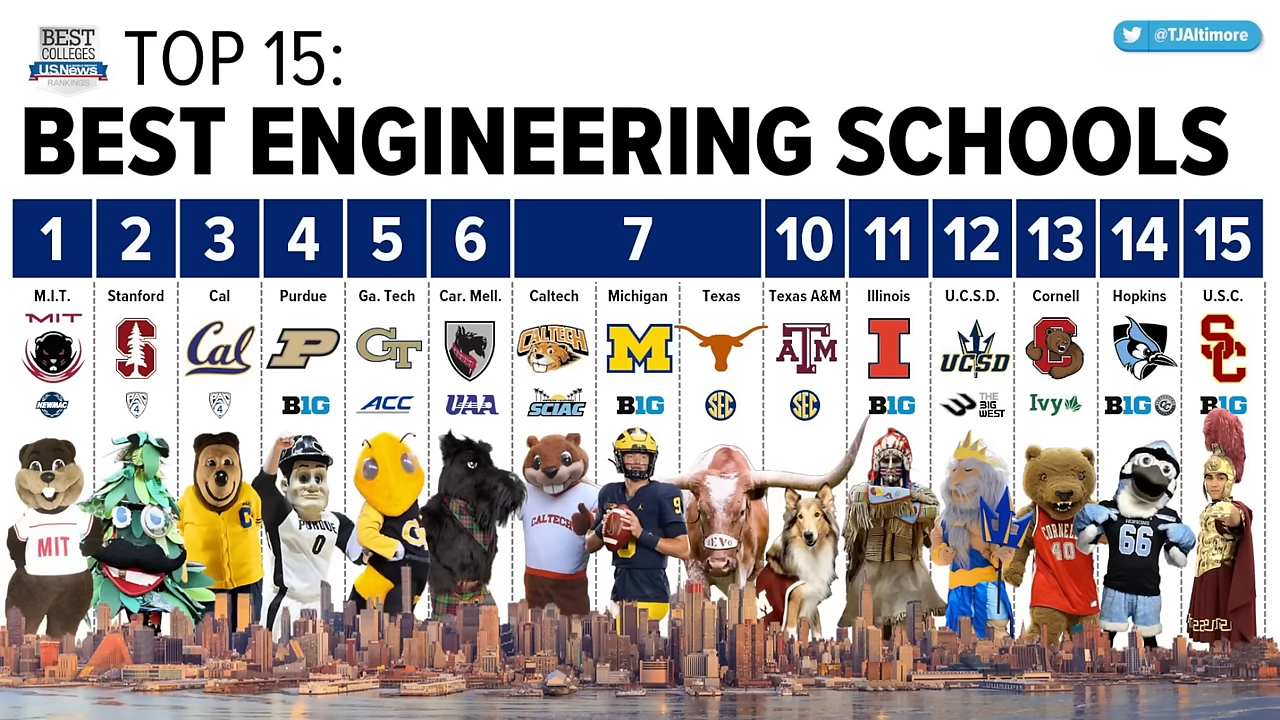 BEST
COLLEGES
U.S.News
RANKINGS
TOP 15:
@TJAltimore
BEST ENGINEERING SCHOOLS
1 2 3 4 5 6 7 10 11 12 13 14 15
M.I.T. Stanford Cal Purdue Ga. Tech Car. Mell. Caltech Michigan Texas Texas A&M Illinois U.C.S.D. Cornell Hopkins U.S.C.
MIT S Cal P GT CALTECH M ATM I UCSD C SC
NEWMAC 4 4 B1G ACC UAA SCIAC B1G SEC SEC B1G THE BIG WEST Ivy B1G B1G
MIT
C
PURDUE
0
G
CALTECH
9
BEVO
CORNELL
40
HOPKINS
66